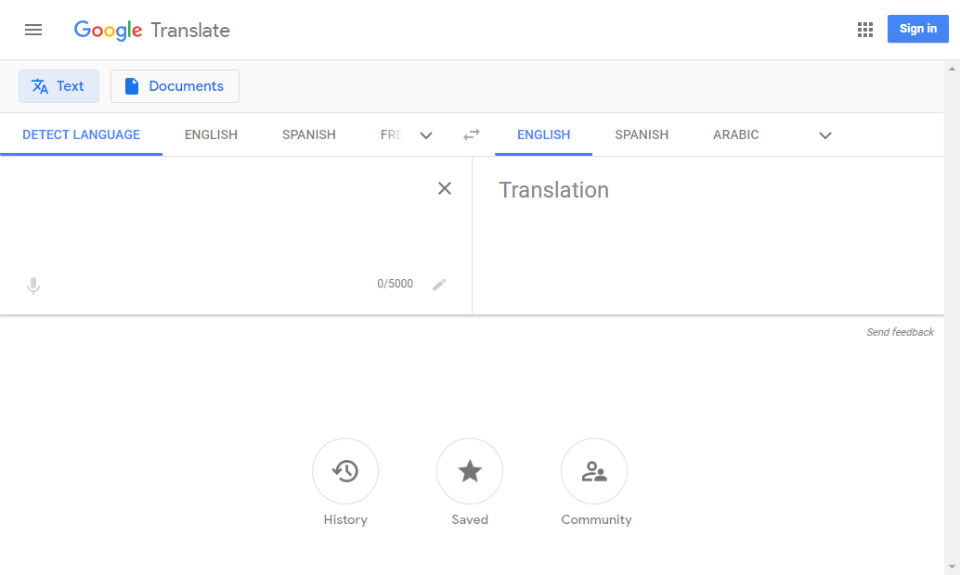 Google Translate
Sign in
Text
Documents
DETECT LANGUAGE
ENGLISH
SPANISH
FRE
ENGLISH
SPANISH
ARABIC
Translation
0/5000
Send feedback
History
Saved
Community